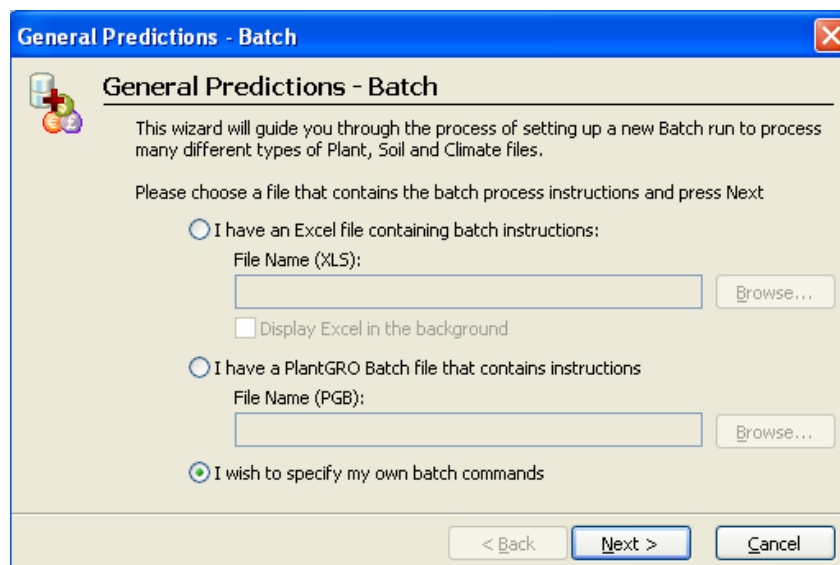 General Predictions - Batch
General Predictions - Batch
This wizard will guide you through the process of setting up a new Batch run to process
many different types of Plant, Soil and Climate files.
Please choose a file that contains the batch process instructions and press Next
I have an Excel file containing batch instructions:
File Name (XLS):
Browse...
Display Excel in the background
I have a PlantGRO Batch file that contains instructions
File Name (PGB):
Browse...
I wish to specify my own batch commands
< Back Next > Cancel